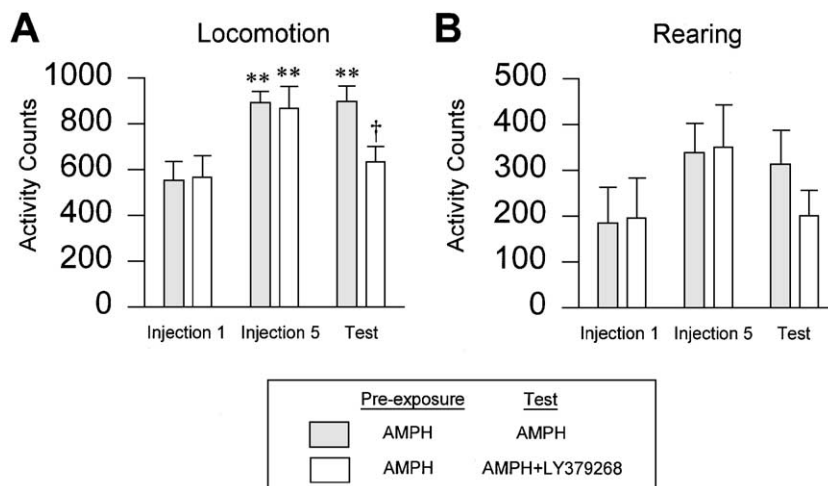 A
Locomotion
Activity Counts
1000
800
600
400
200
0
**
**
**
†
Injection 1
Injection 5
Test
B
Rearing
Activity Counts
500
400
300
200
100
0
Injection 1
Injection 5
Test
Pre-exposure Test
AMPH AMPH
AMPH AMPH+LY379268